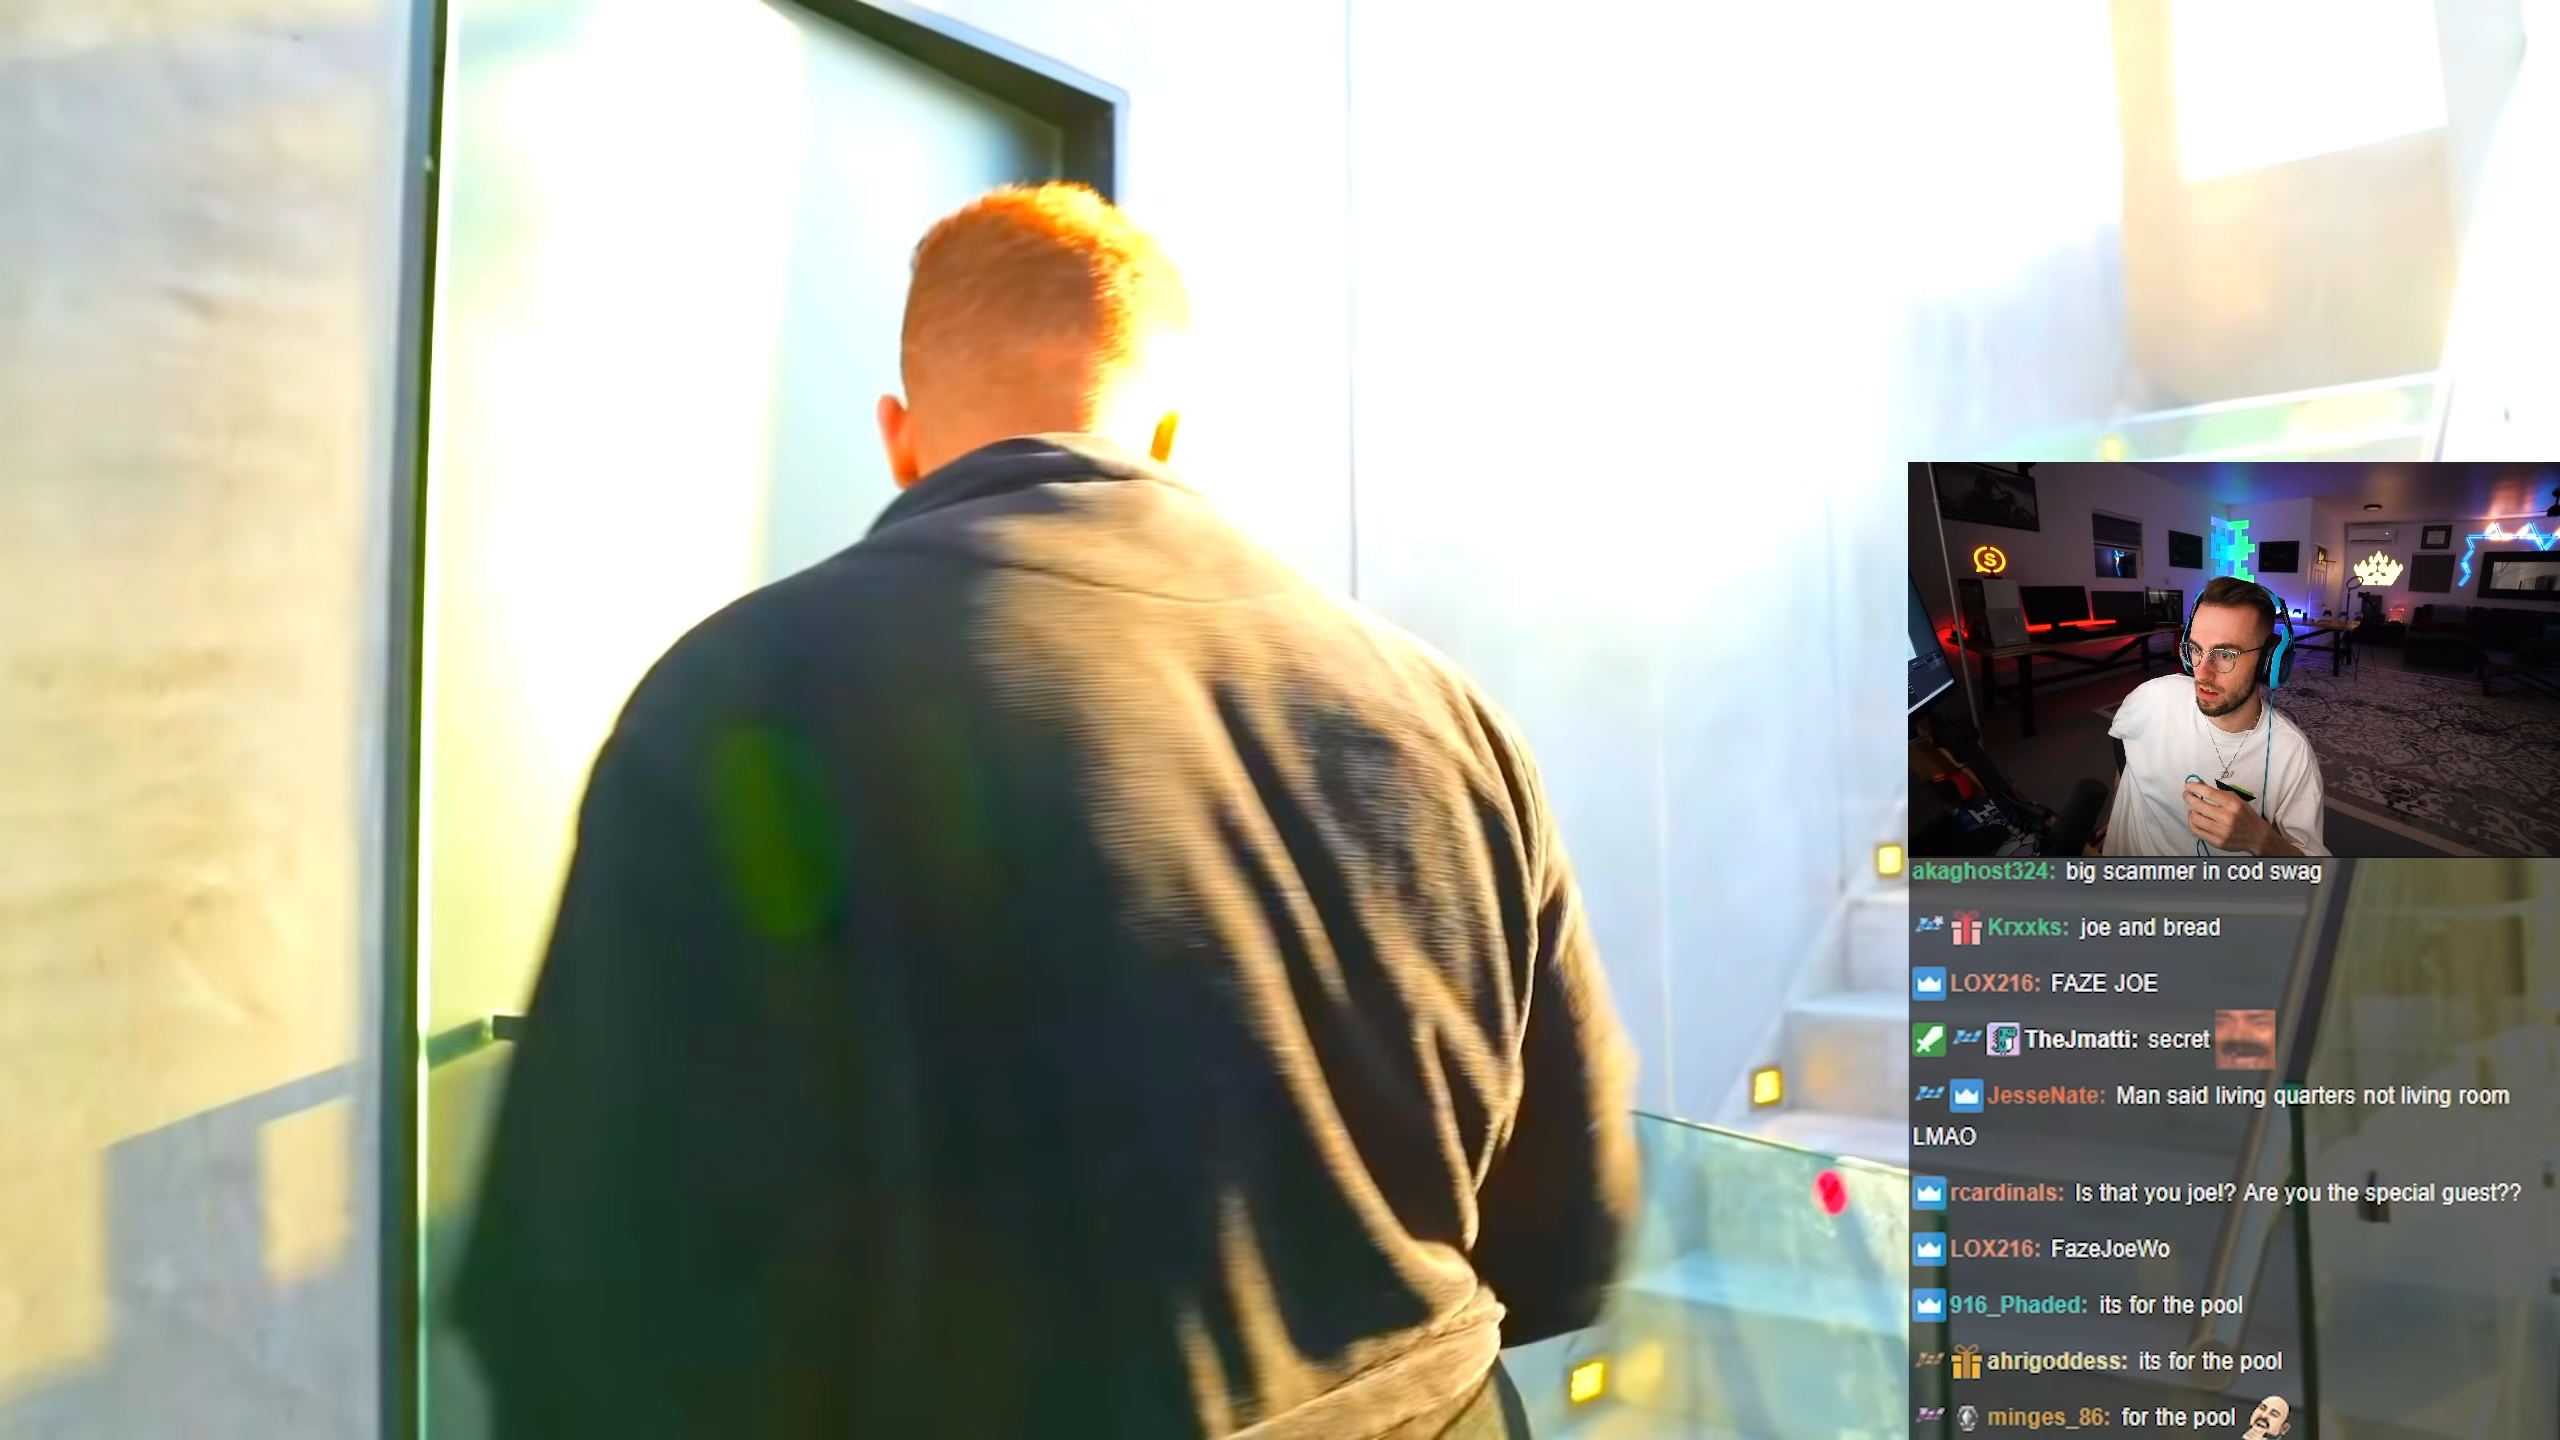 akaghost324: big scammer in cod swag
Krxxks: joe and bread
LOX216: FAZE JOE
TheJmatti: secret
JesseNate: Man said living quarters not living room
LMAO
rcardinals: Is that you joe!? Are you the special guest??
LOX216: FazeJoeWo
916_Phaded: its for the pool
ahrigoddess: its for the pool
minges_86: for the pool